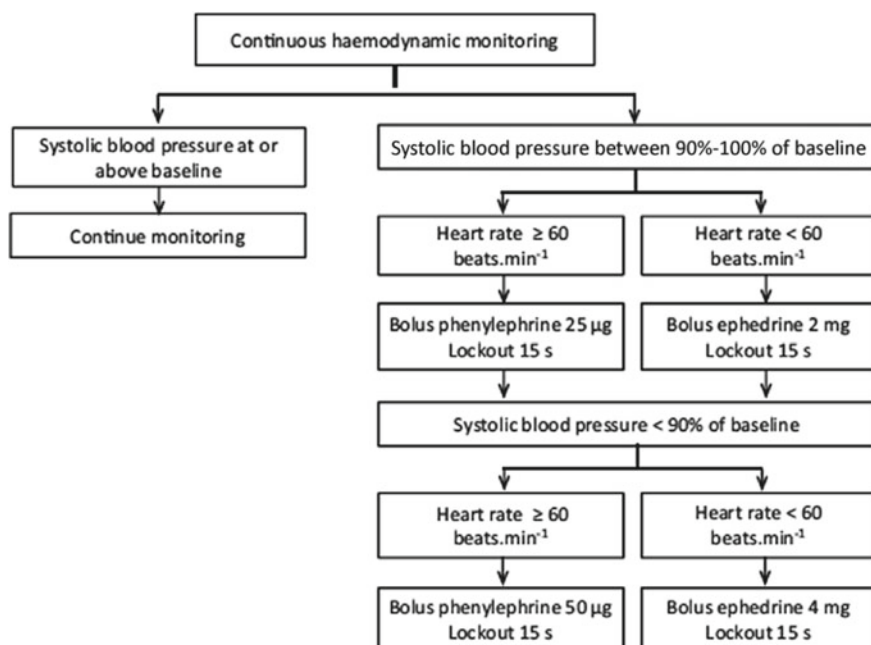 Continuous haemodynamic monitoring
Systolic blood pressure at or
above baseline
Continue monitoring
Systolic blood pressure between 90%-100% of baseline
Heart rate ≥ 60
beats.min⁻¹
Heart rate < 60
beats.min⁻¹
Bolus phenylephrine 25 µg
Lockout 15 s
Bolus ephedrine 2 mg
Lockout 15 s
Systolic blood pressure < 90% of baseline
Heart rate ≥ 60
beats.min⁻¹
Heart rate < 60
beats.min⁻¹
Bolus phenylephrine 50 µg
Lockout 15 s
Bolus ephedrine 4 mg
Lockout 15 s